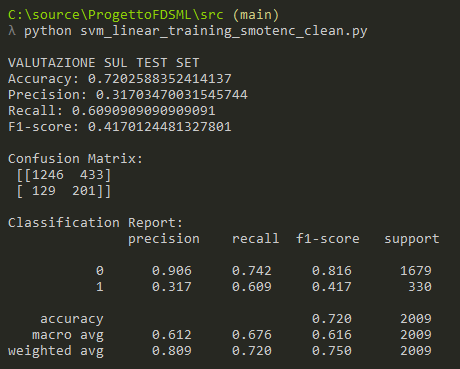 C:\source\ProgettoFDSML\src (main)
λ python svm_linear_training_smotenc_clean.py
VALUTAZIONE SUL TEST SET
Accuracy: 0.7202588352414137
Precision: 0.31703470031545744
Recall: 0.6090909090909091
F1-score: 0.4170124481327801
Confusion Matrix:
[[1246  433]
[ 129  201]]
Classification Report:
precision    recall  f1-score   support
0      0.906     0.742     0.816      1679
1      0.317     0.609     0.417       330
accuracy                          0.720      2009
macro avg      0.612     0.676     0.616      2009
weighted avg      0.809     0.720     0.750      2009